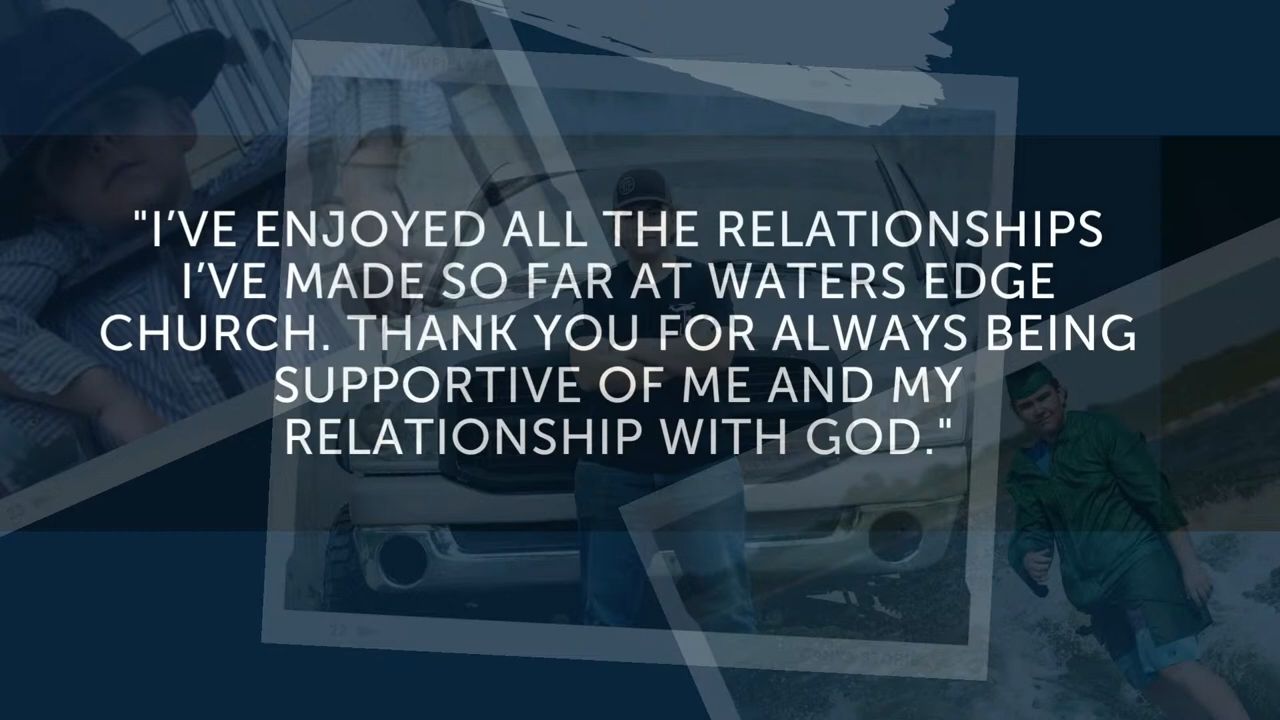 "I'VE ENJOYED ALL THE RELATIONSHIPS
I'VE MADE SO FAR AT WATERS EDGE
CHURCH. THANK YOU FOR ALWAYS BEING
SUPPORTIVE OF ME AND MY
RELATIONSHIP WITH GOD."